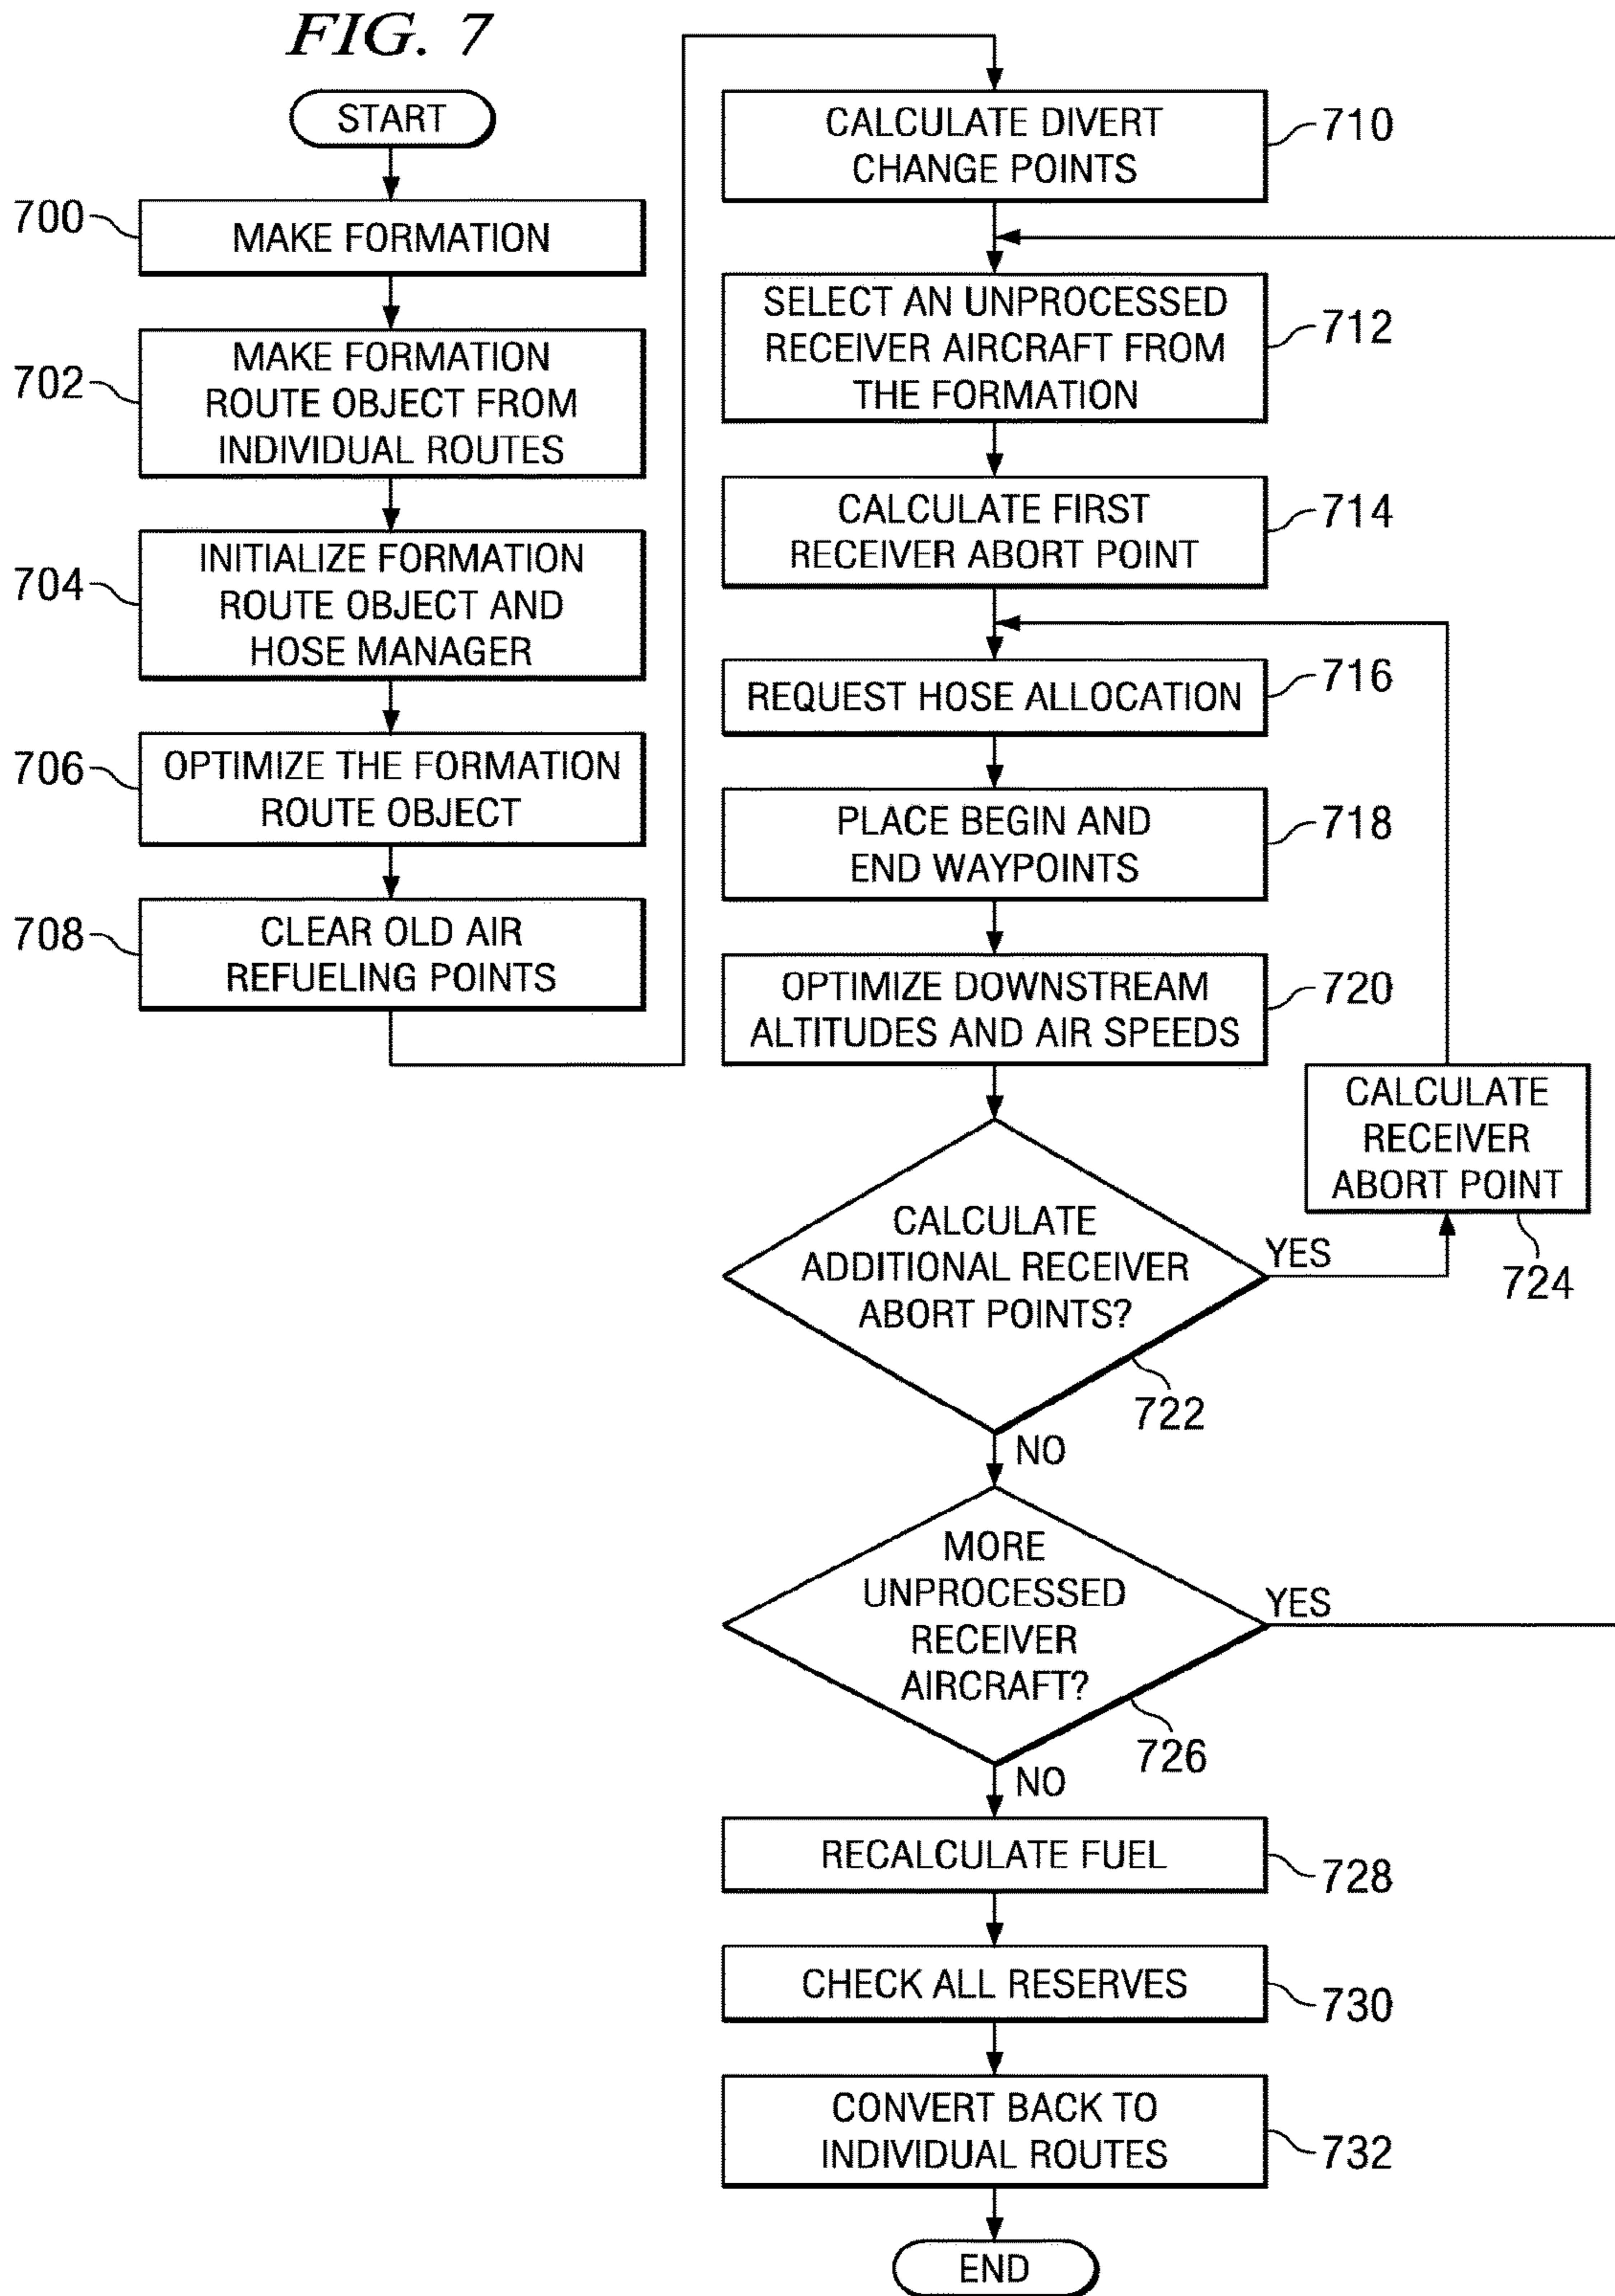 FIG. 7
START
700
MAKE FORMATION
702
MAKE FORMATION
ROUTE OBJECT FROM
INDIVIDUAL ROUTES
704
INITIALIZE FORMATION
ROUTE OBJECT AND
HOSE MANAGER
706
OPTIMIZE THE FORMATION
ROUTE OBJECT
708
CLEAR OLD AIR
REFUELING POINTS
CALCULATE DIVERT
CHANGE POINTS
710
SELECT AN UNPROCESSED
RECEIVER AIRCRAFT FROM
THE FORMATION
712
CALCULATE FIRST
RECEIVER ABORT POINT
714
REQUEST HOSE ALLOCATION
716
PLACE BEGIN AND
END WAYPOINTS
718
OPTIMIZE DOWNSTREAM
ALTITUDES AND AIR SPEEDS
720
CALCULATE
ADDITIONAL RECEIVER
ABORT POINTS?
722
YES
CALCULATE
RECEIVER
ABORT POINT
724
NO
MORE
UNPROCESSED
RECEIVER
AIRCRAFT?
726
YES
NO
RECALCULATE FUEL
728
CHECK ALL RESERVES
730
CONVERT BACK TO
INDIVIDUAL ROUTES
732
END